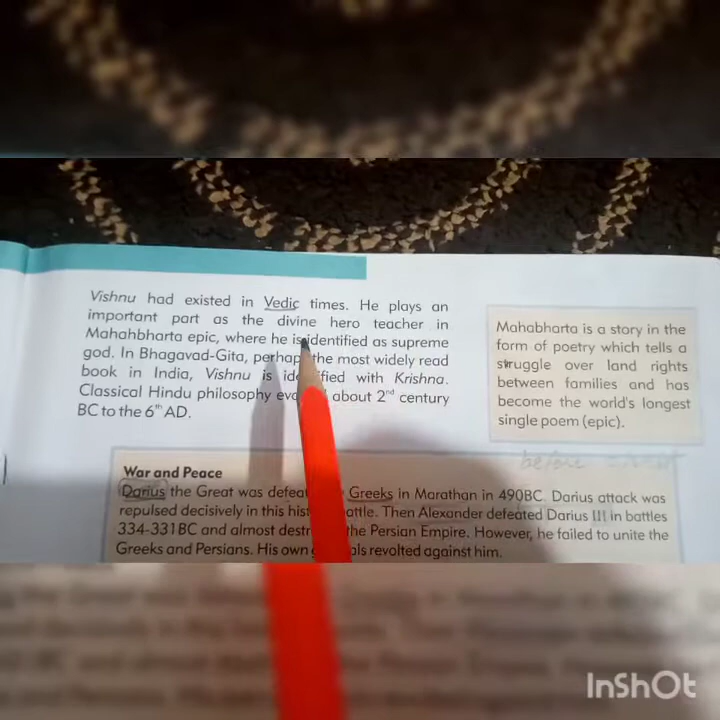 Vishnu had existed in Vedic times. He plays an
important part as the divine hero teacher in
Mahahbharta epic, where he is identified as supreme
god. In Bhagavad-Gita, perhap the most widely read
book in India, Vishnu is identified with Krishna.
Classical Hindu philosophy about 2nd century
BC to the 6th AD.
Mahabharta is a story in the
form of poetry which tells a
struggle over land rights
between families and has
become the world's longest
single poem (epic).
before
War and Peace
Darius the Great was Greeks in Marathan in 490BC. Darius attack was
repulsed decisively in this Then Alexander defeated Darius III in battles
334-331BC and almost the Persian Empire. However, he failed to unite the
Greeks and Persians. His own revolted against him.
InShOt